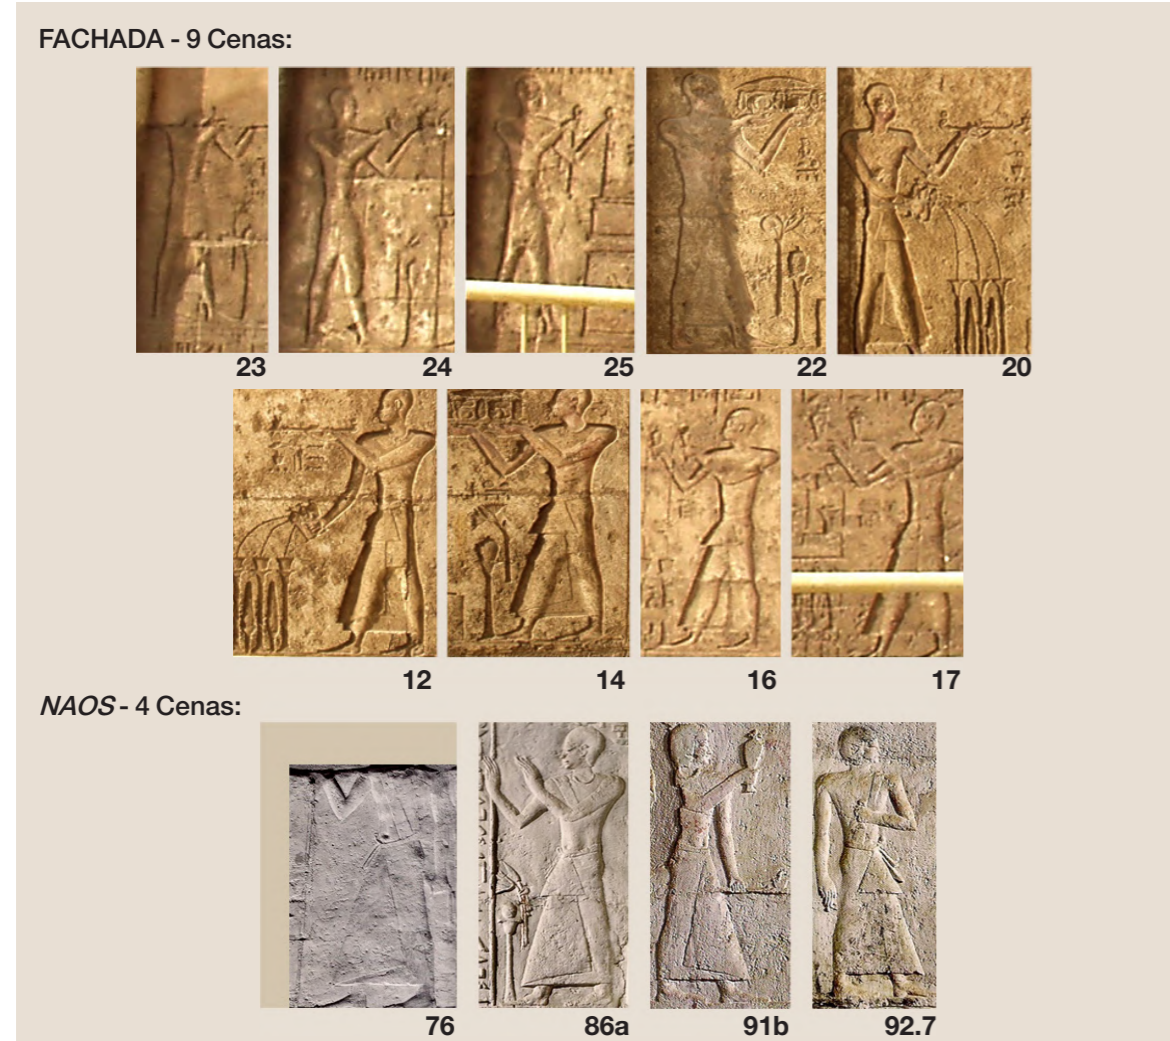 FACHADA - 9 Cenas:
23 24 25 22 20
12 14 16 17
NAOS - 4 Cenas:
76 86a 91b 92.7